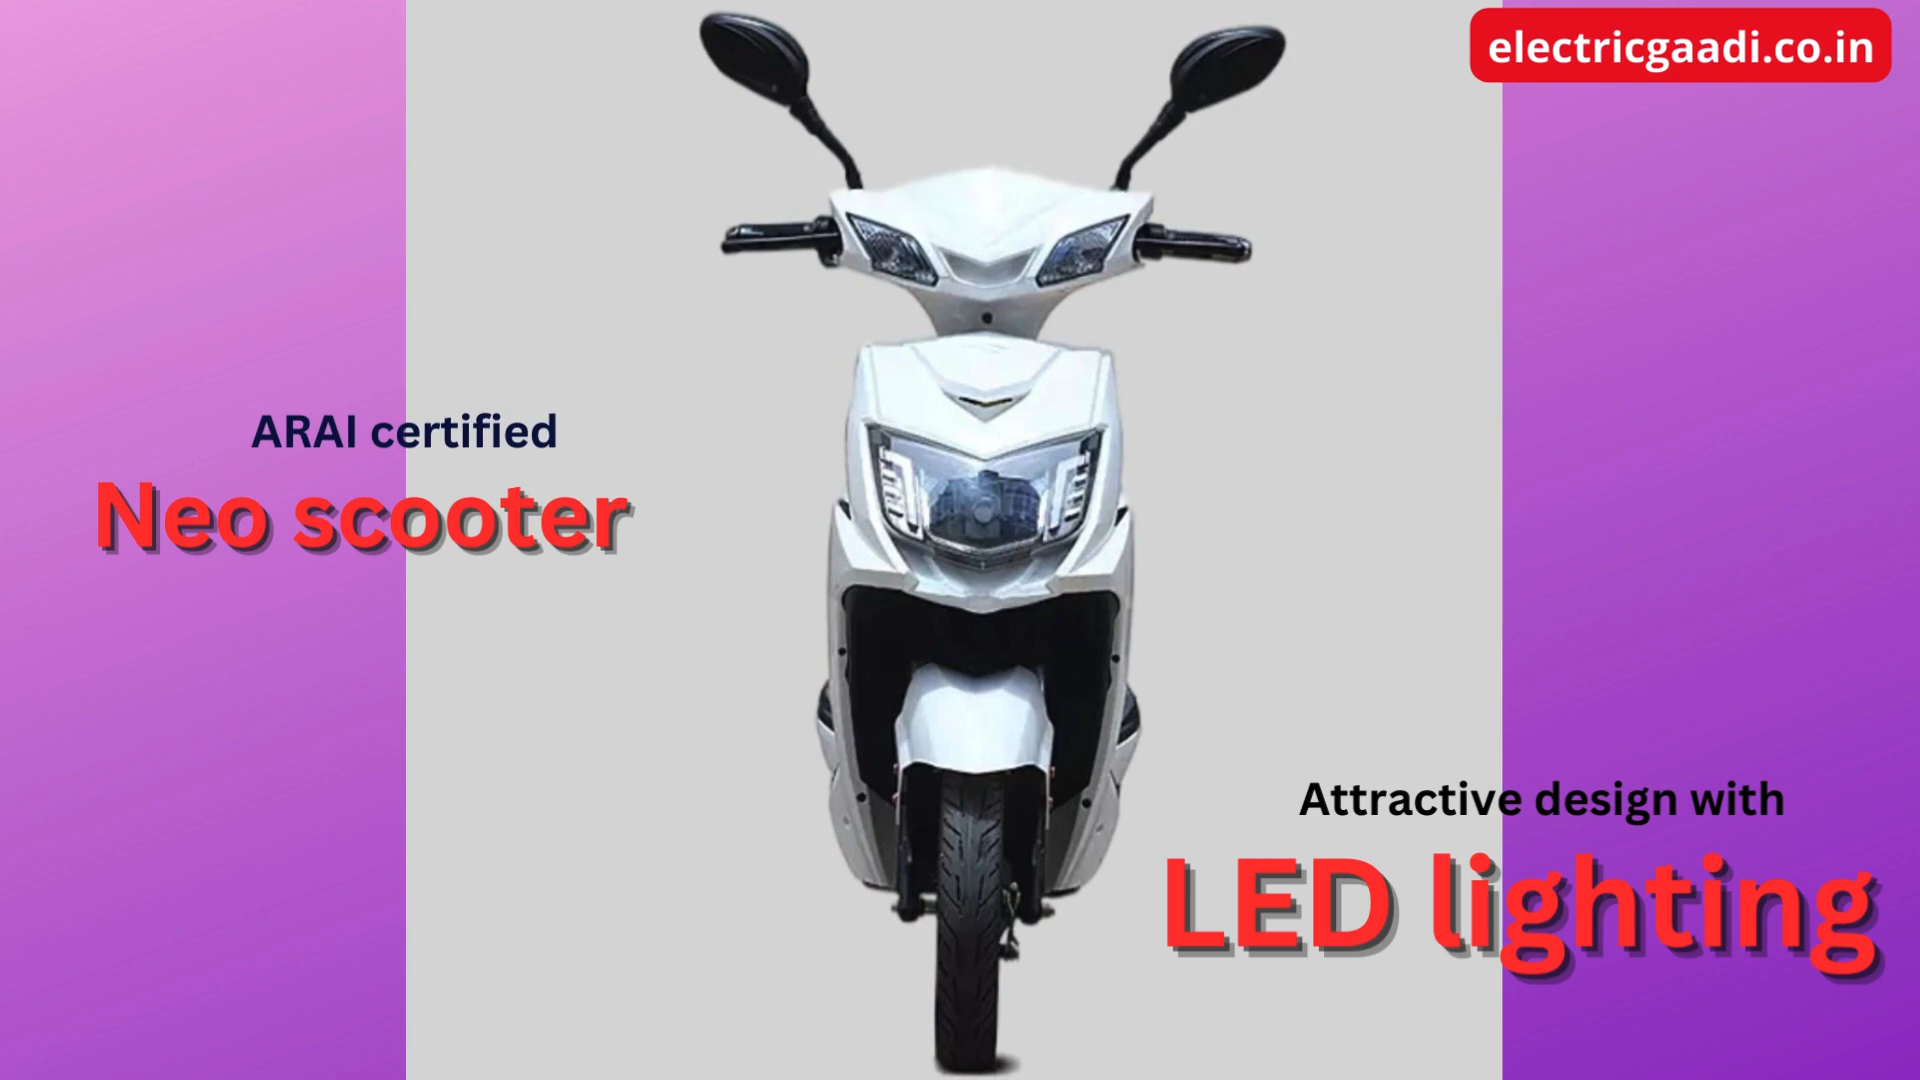 electricgaadi.co.in
ARAI certified
Neo scooter
Attractive design with
LED lighting